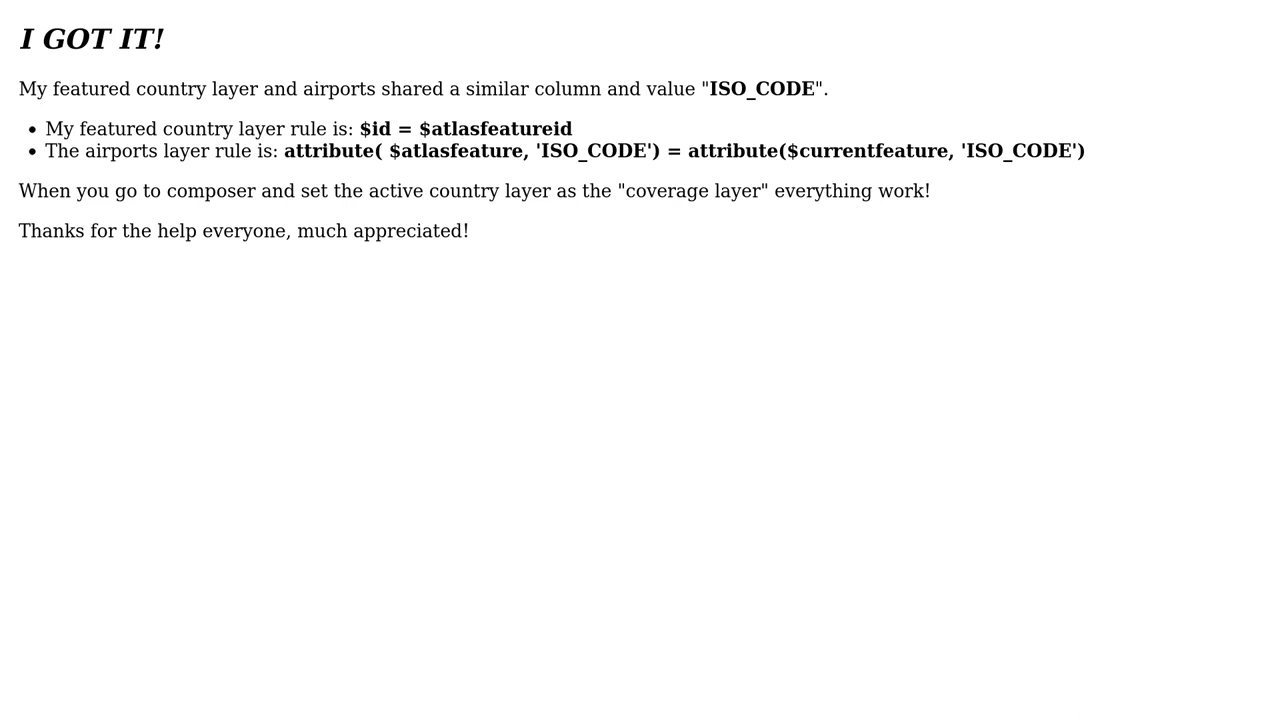 I GOT IT!
My featured country layer and airports shared a similar column and value "ISO_CODE".
• My featured country layer rule is: $id = $atlasfeatureid
• The airports layer rule is: attribute( $atlasfeature, 'ISO_CODE') = attribute($currentfeature, 'ISO_CODE')
When you go to composer and set the active country layer as the "coverage layer" everything work!
Thanks for the help everyone, much appreciated!